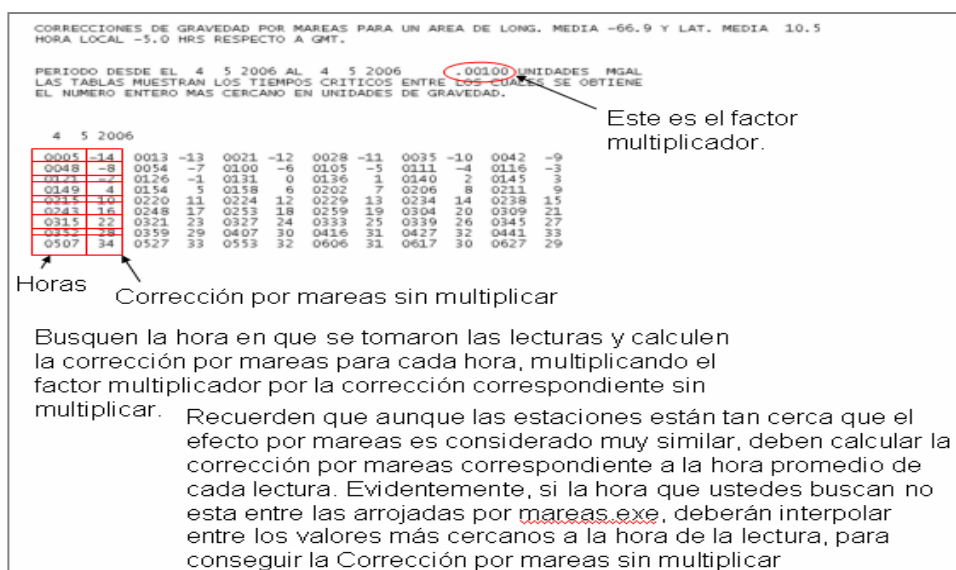 CORRECCIONES DE GRAVEDAD POR MAREAS PARA UN AREA DE LONG. MEDIA -66.9 Y LAT. MEDIA 10.5
HORA LOCAL -5.0 HRS RESPECTO A GMT.
PERIODO DESDE EL 4 5 2006 AL 4 5 2006 .00100 UNIDADES MGAL
LAS TABLAS MUESTRAN LOS TIEMPOS CRITICOS ENTRE LOS CUALES SE OBTIENE
EL NUMERO ENTERO MAS CERCANO EN UNIDADES DE GRAVEDAD.
Este es el factor
multiplicador.
4 5 2006
0005 -14 0013 -13 0021 -12 0028 -11 0035 -10 0042 -9
0048 -8 0054 -7 0100 -6 0105 -5 0111 -4 0116 -3
0121 -2 0126 -1 0131 0 0136 1 0140 2 0145 3
0149 4 0154 5 0158 6 0202 7 0206 8 0211 9
0215 10 0220 11 0224 12 0229 13 0234 14 0238 15
0243 16 0248 17 0253 18 0259 19 0304 20 0309 21
0315 22 0321 23 0327 24 0333 25 0339 26 0345 27
0352 28 0359 29 0407 30 0416 31 0427 32 0441 33
0507 34 0527 33 0553 32 0606 31 0617 30 0627 29
Horas
Corrección por mareas sin multiplicar
Busquen la hora en que se tomaron las lecturas y calculen
la corrección por mareas para cada hora, multiplicando el
factor multiplicador por la corrección correspondiente sin
multiplicar.
Recuerden que aunque las estaciones están tan cerca que el
efecto por mareas es considerado muy similar, deben calcular la
corrección por mareas correspondiente a la hora promedio de
cada lectura. Evidentemente, si la hora que ustedes buscan no
esta entre las arrojadas por mareas.exe, deberán interpolar
entre los valores más cercanos a la hora de la lectura, para
conseguir la Corrección por mareas sin multiplicar